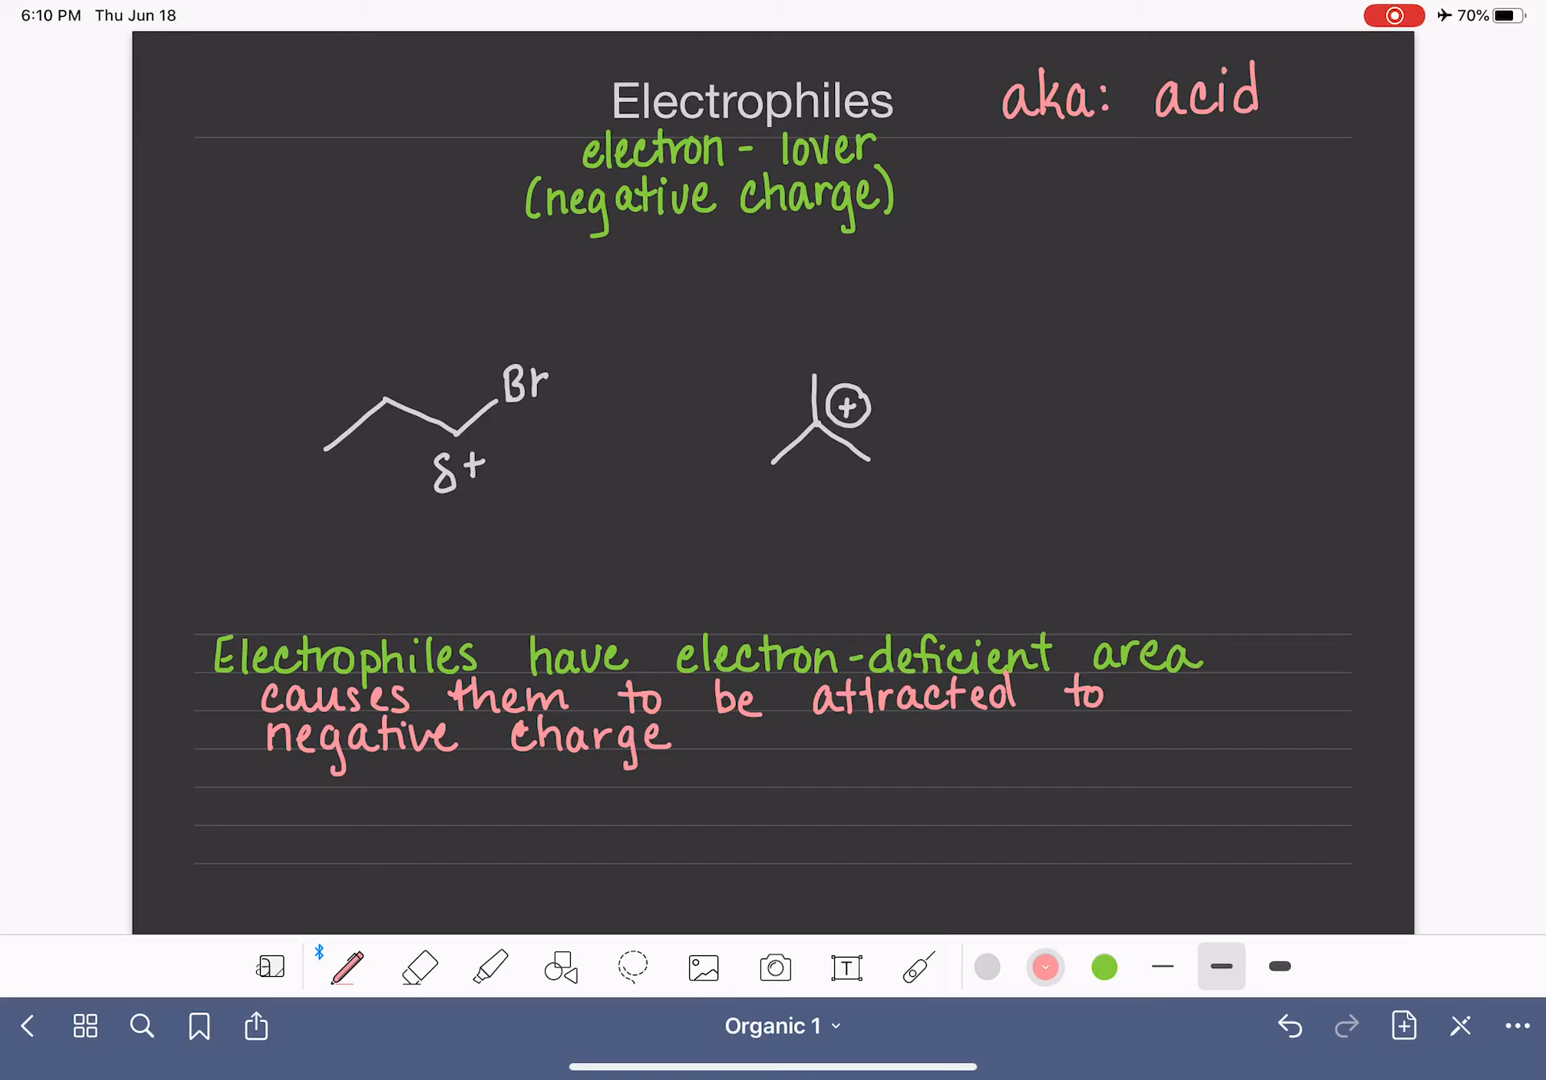 6:10 PM Thu Jun 18
70%
Electrophiles aka: acid
electron - lover
(negative charge)
Br
δ+
+
Electrophiles have electron-deficient area
causes them to be attracted to
negative charge
T
Organic 1